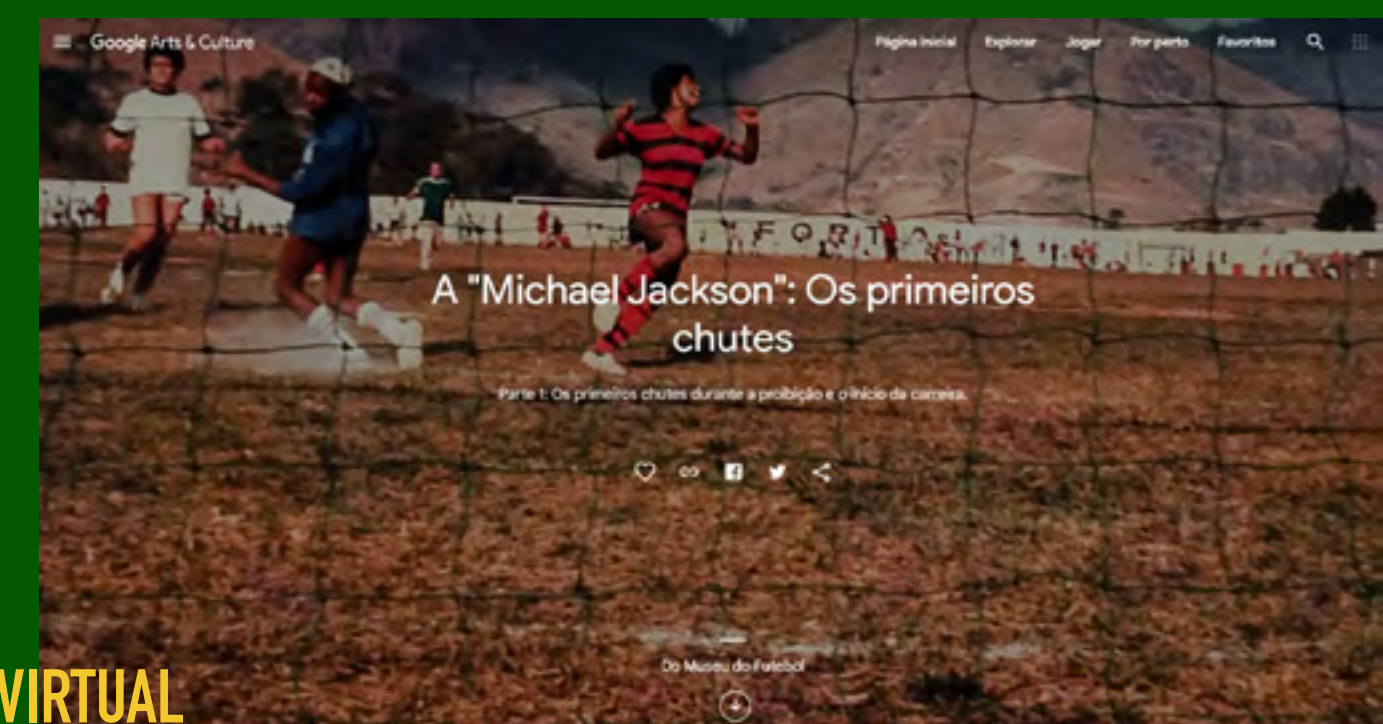 Google Arts & Culture
Página inicial Explorar Jogar Por perto Favoritos
FORTA
A "Michael Jackson": Os primeiros
chutes
Parte 1: Os primeiros chutes durante a proibição e o início da carreira.
Do Museu do Futebol
VIRTUAL